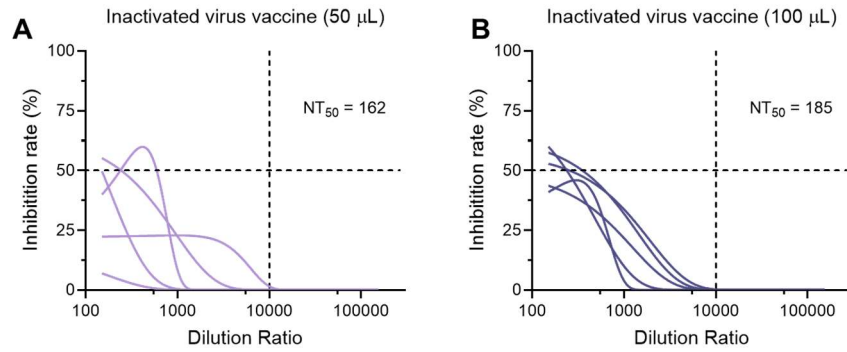 A
Inactivated virus vaccine (50 μL)
100
75
50
25
0
Inhibitition rate (%)
NT50 = 162
100 1000 10000 100000
Dilution Ratio
B
Inactivated virus vaccine (100 μL)
100
75
50
25
0
Inhibitition rate (%)
NT50 = 185
100 1000 10000 100000
Dilution Ratio